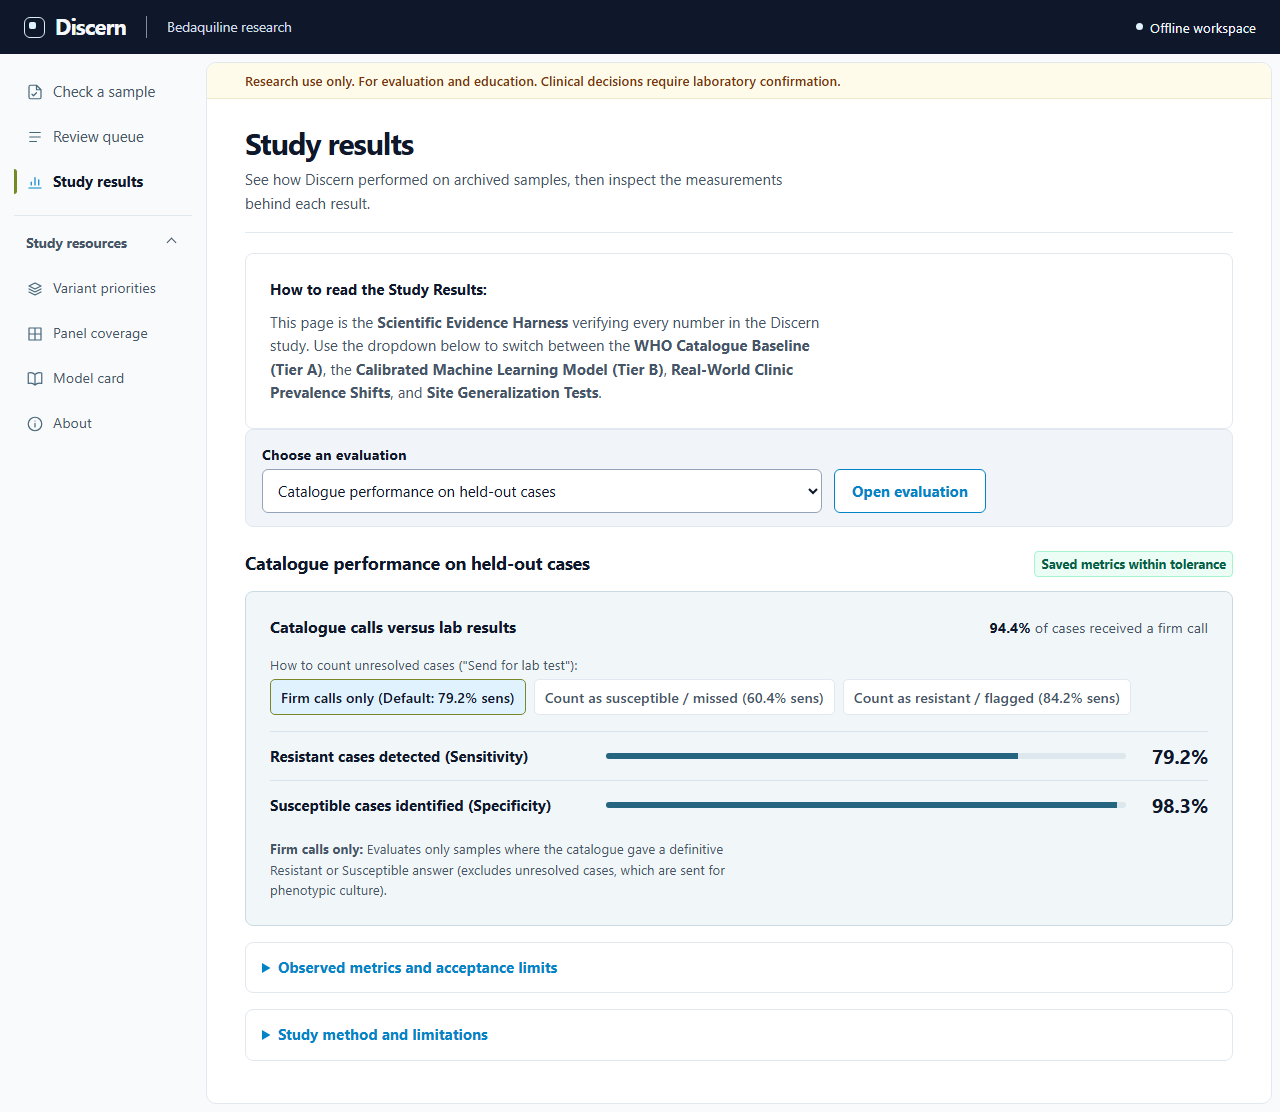 Discern
Bedaquiline research
Offline workspace
Check a sample
Review queue
Study results
Study resources
Variant priorities
Panel coverage
Model card
About
Research use only. For evaluation and education. Clinical decisions require laboratory confirmation.
Study results
See how Discern performed on archived samples, then inspect the measurements
behind each result.
How to read the Study Results:
This page is the Scientific Evidence Harness verifying every number in the Discern
study. Use the dropdown below to switch between the WHO Catalogue Baseline
(Tier A), the Calibrated Machine Learning Model (Tier B), Real-World Clinic
Prevalence Shifts, and Site Generalization Tests.
Choose an evaluation
Catalogue performance on held-out cases
Open evaluation
Catalogue performance on held-out cases
Saved metrics within tolerance
Catalogue calls versus lab results
94.4% of cases received a firm call
How to count unresolved cases ("Send for lab test"):
Firm calls only (Default: 79.2% sens)
Count as susceptible / missed (60.4% sens)
Count as resistant / flagged (84.2% sens)
Resistant cases detected (Sensitivity)
79.2%
Susceptible cases identified (Specificity)
98.3%
Firm calls only: Evaluates only samples where the catalogue gave a definitive
Resistant or Susceptible answer (excludes unresolved cases, which are sent for
phenotypic culture).
Observed metrics and acceptance limits
Study method and limitations